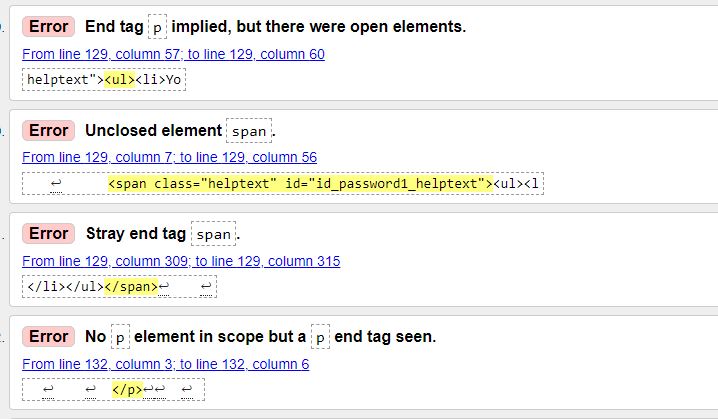 Error End tag p implied, but there were open elements.
From line 129, column 57; to line 129, column 60
helptext"><ul><li>Yo
Error Unclosed element span.
From line 129, column 7; to line 129, column 56
↩ <span class="helptext" id="id_password1_helptext"><ul><l
Error Stray end tag span.
From line 129, column 309; to line 129, column 315
</li></ul></span>↩ ↩
Error No p element in scope but a p end tag seen.
From line 132, column 3; to line 132, column 6
↩ ↩ </p>↩↩ ↩